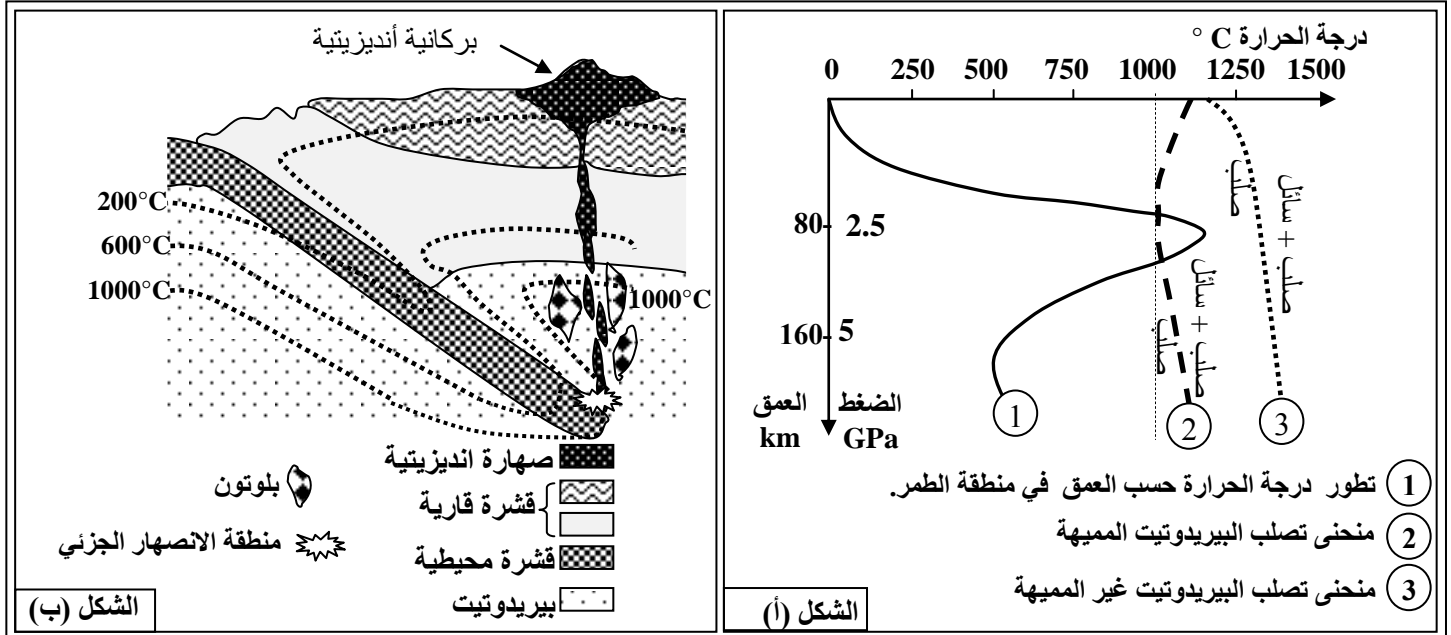 درجة الحرارة C °
0 250 500 750 1000 1250 1500
80 2.5
160 5
العمق
km
الضغط
GPa
صلب
سائل + صلب
صلب
سائل + صلب
1
2
3
1 تطور درجة الحرارة حسب العمق في منطقة الطمر.
2 منحنى تصلب البيريدوتيت المميهة
3 منحنى تصلب البيريدوتيت غير المميهة
الشكل (أ)
بركانية أنديزيتية
200°C
600°C
1000°C
1000°C
صهارة انديزيتية
قشرة قارية
قشرة محيطية
بيريدوتيت
بلوتون
منطقة الانصهار الجزئي
الشكل (ب)